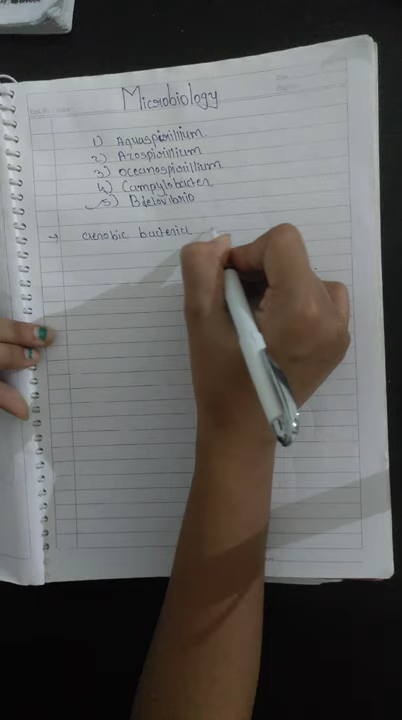 Microbiology
1) Aquaspirillium
2) Azospirillium
3) Oceanospirillium
4) Campylobacter
5) Bdelovibrio
→ aerobic bacteria